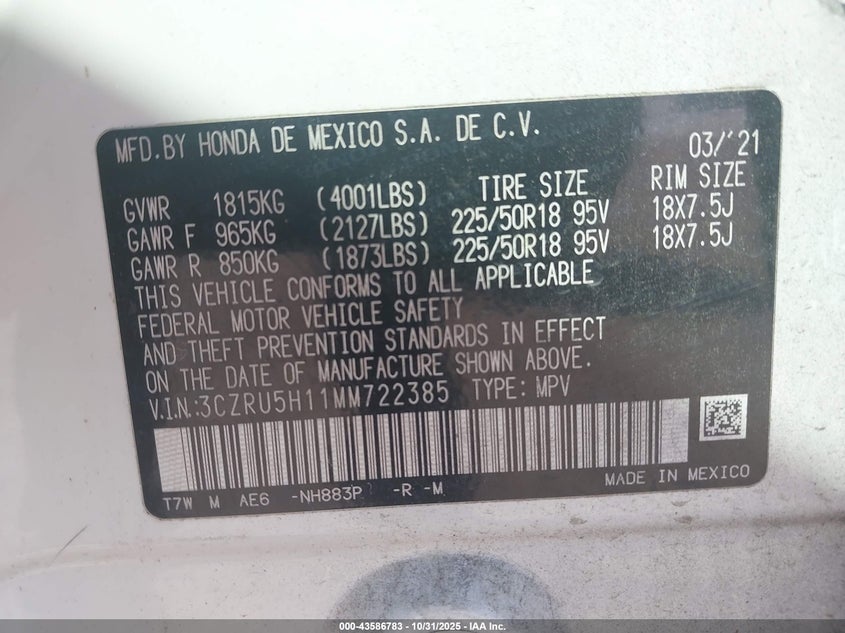 MFD.BY HONDA DE MEXICO S.A. DE C.V. 03/'21
TIRE SIZE RIM SIZE
GVWR 1815KG (4001LBS)
GAWR F 965KG (2127LBS) 225/50R18 95V 18X7.5J
GAWR R 850KG (1873LBS) 225/50R18 95V 18X7.5J
THIS VEHICLE CONFORMS TO ALL APPLICABLE
FEDERAL MOTOR VEHICLE SAFETY
AND THEFT PREVENTION STANDARDS IN EFFECT
ON THE DATE OF MANUFACTURE SHOWN ABOVE.
V.I.N.:3CZRU5H11MM722385 TYPE: MPV
T7W M AE6 -NH883P -R -M MADE IN MEXICO
000-43586783 - 10/31/2025 - IAA Inc.